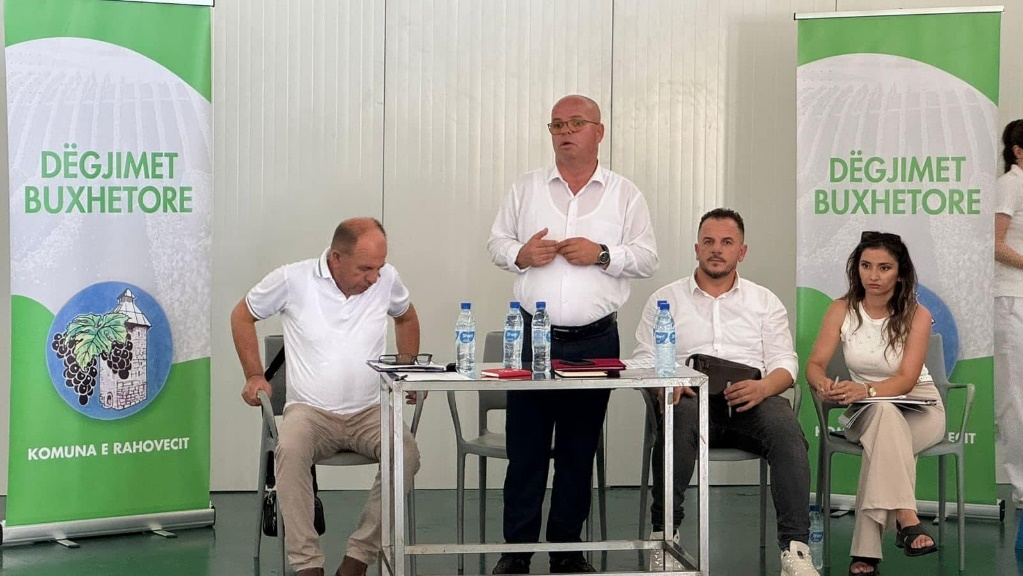 DËGJIMET
BUXHETORE
KOMUNA E RAHOVECIT
DËGJIMET
BUXHETORE